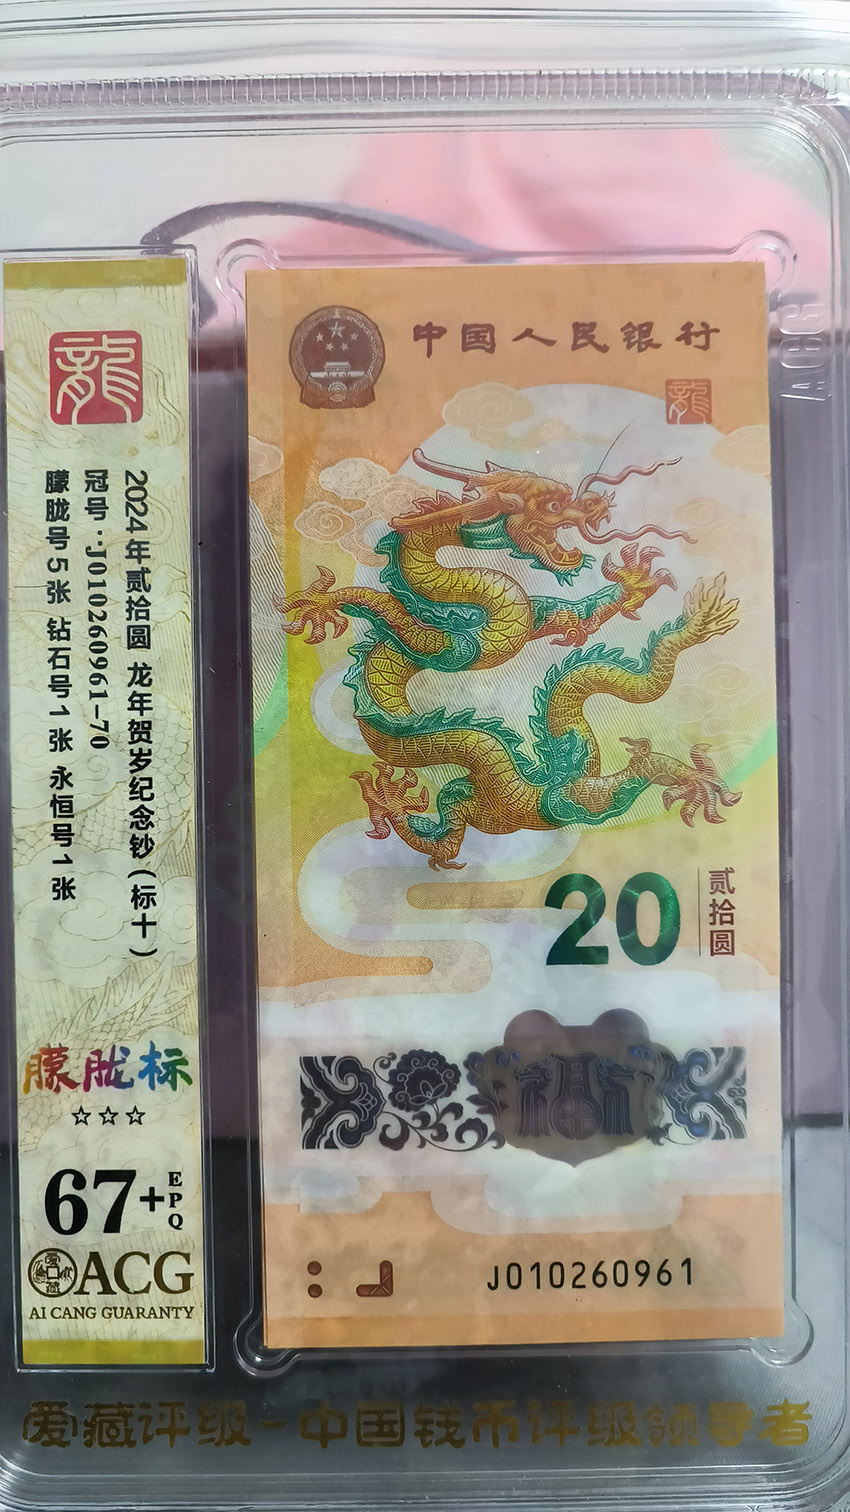 龍
2024年贰拾圆 龙年贺岁纪念钞(标十)
冠号:J010260961-70
朦胧号5张 钻石号1张 永恒号1张
朦胧标
☆☆☆
67+EPQ
ACG
AI CANG GUARANTY
中国人民银行
龍
20
贰拾圆
福
J010260961
ACG
爱藏评级-中国钱币评级领导者